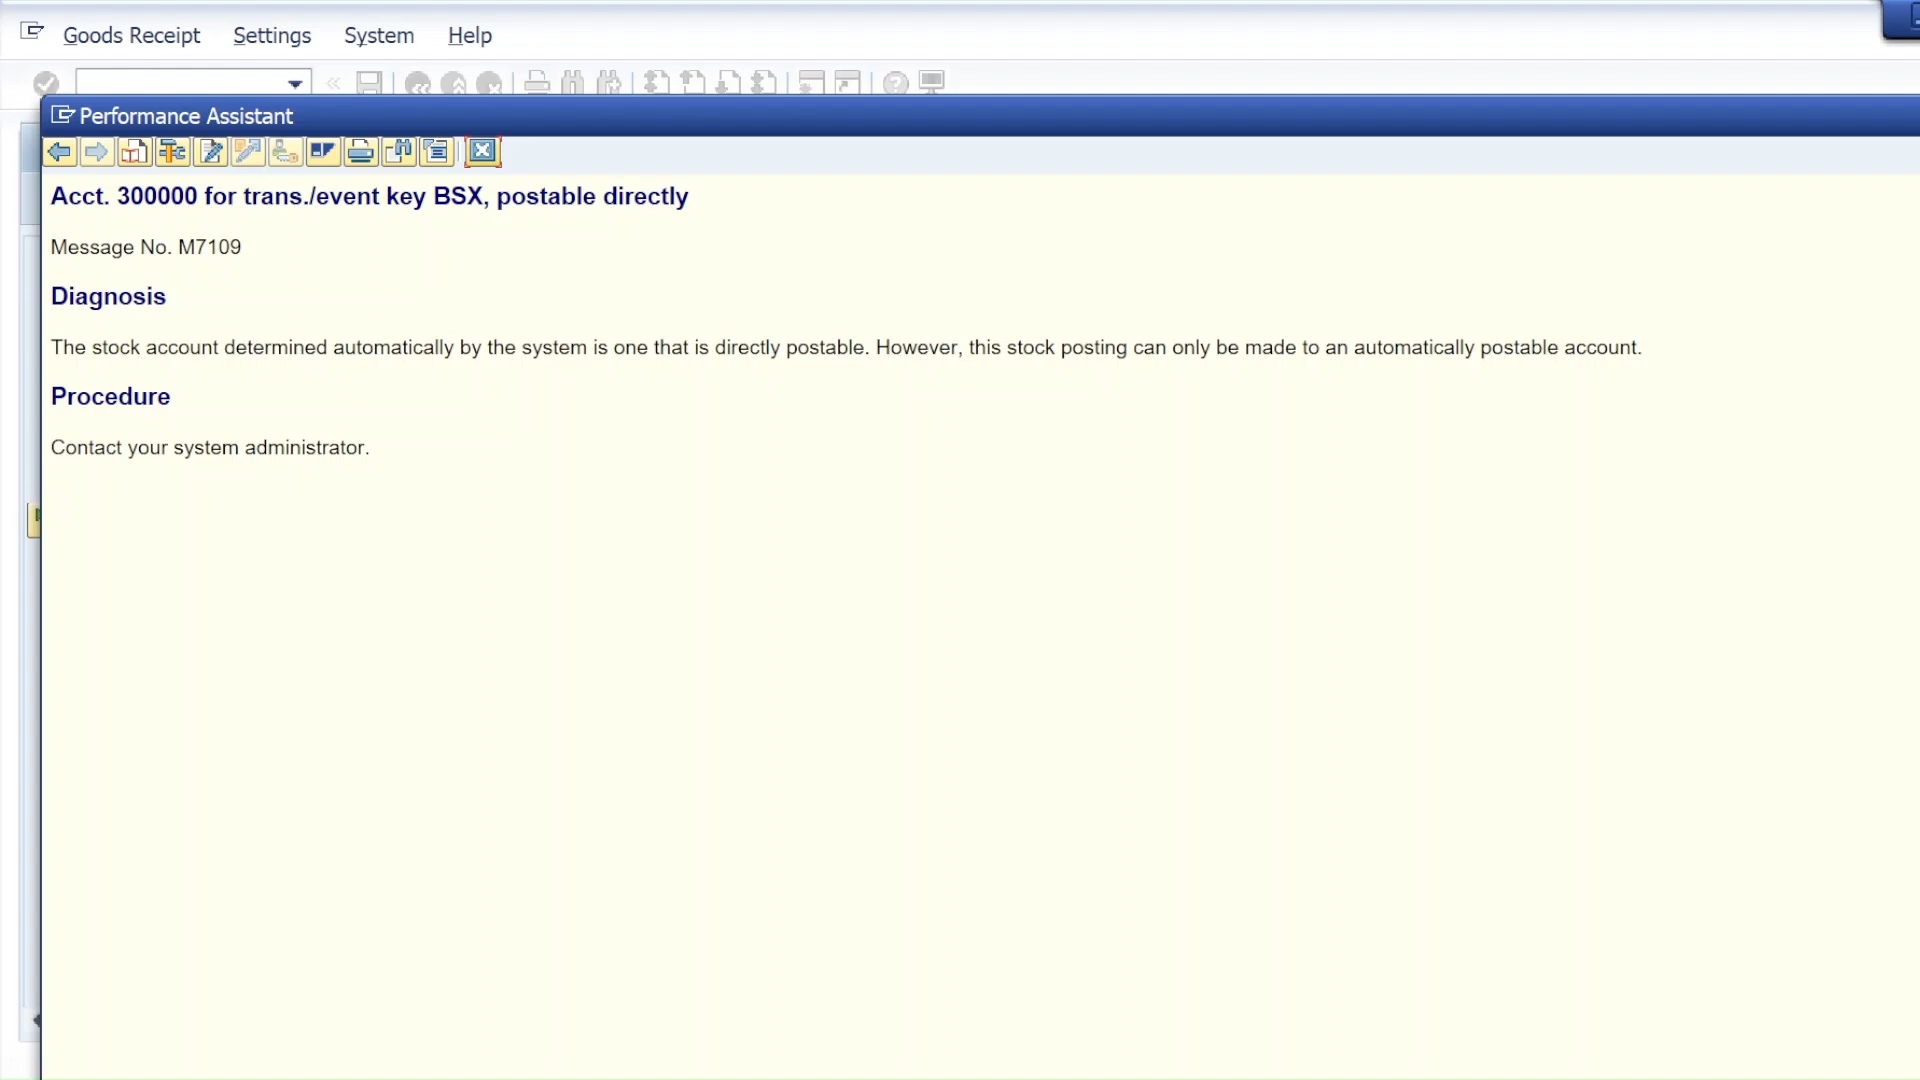 Goods Receipt Settings System Help
Performance Assistant
Acct. 300000 for trans./event key BSX, postable directly
Message No. M7109
Diagnosis
The stock account determined automatically by the system is one that is directly postable. However, this stock posting can only be made to an automatically postable account.
Procedure
Contact your system administrator.